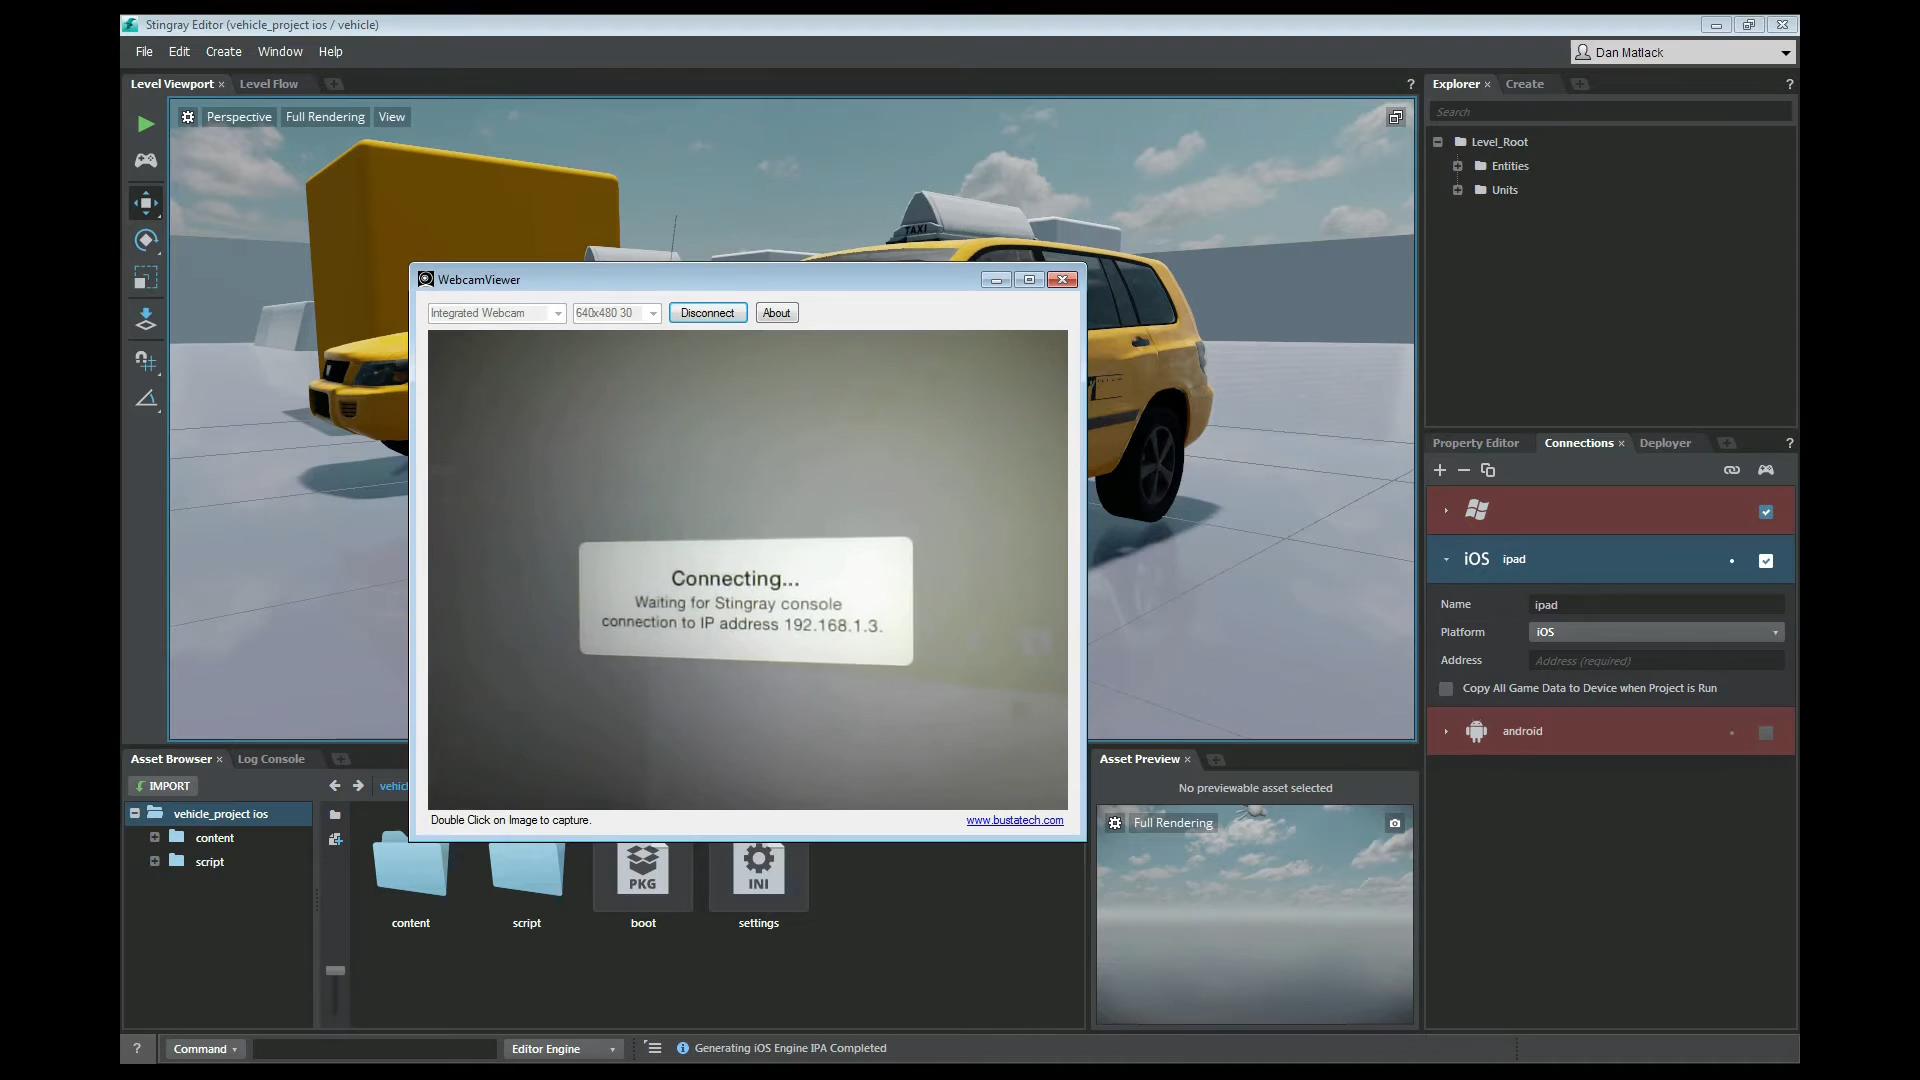 Stingray Editor (vehicle_project ios / vehicle)
File Edit Create Window Help
Dan Matlack
Level Viewport × Level Flow
?
Explorer × Create
?
Perspective Full Rendering View
Search
Level_Root
Entities
Units
TAXI
WebcamViewer
Integrated Webcam 640x480 30 Disconnect About
Connecting...
Waiting for Stingray console
connection to IP address 192.168.1.3.
Double Click on Image to capture.
www.bustatech.com
Property Editor Connections × Deployer
?
iOS ipad
Name ipad
Platform iOS
Address Address (required)
Copy All Game Data to Device when Project is Run
android
Asset Browser × Log Console
IMPORT
vehicle_project ios
content
script
PKG
INI
content
script
boot
settings
Asset Preview ×
No previewable asset selected
Full Rendering
? Command Editor Engine Generating iOS Engine IPA Completed